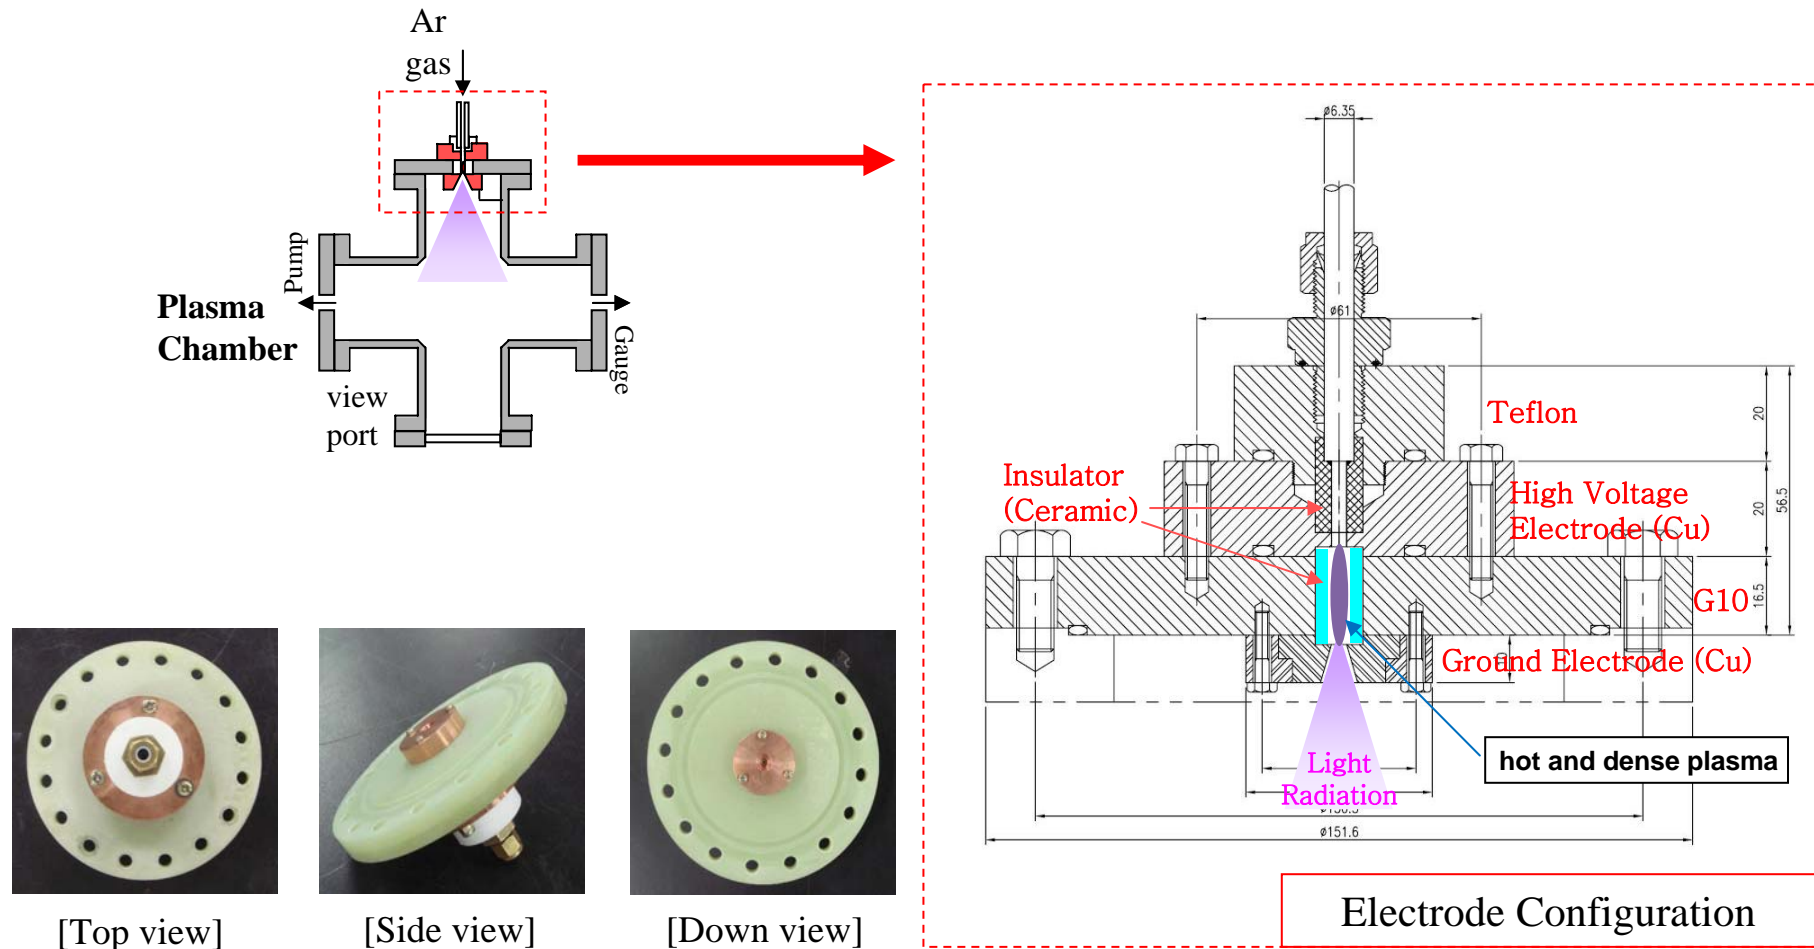 Ar
gas
Pump
Plasma
Chamber
Gauge
view
port
ø6.35
ø61
Teflon
20
Insulator
(Ceramic)
High Voltage
Electrode (Cu)
20
56.5
G10
16.5
Ground Electrode (Cu)
hot and dense plasma
Light
Radiation
ø151.6
Electrode Configuration
[Top view]
[Side view]
[Down view]